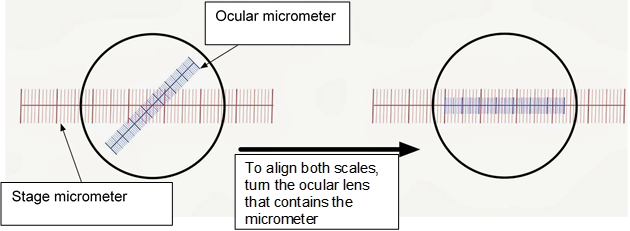 Ocular micrometer
Stage micrometer
To align both scales,
turn the ocular lens
that contains the
micrometer